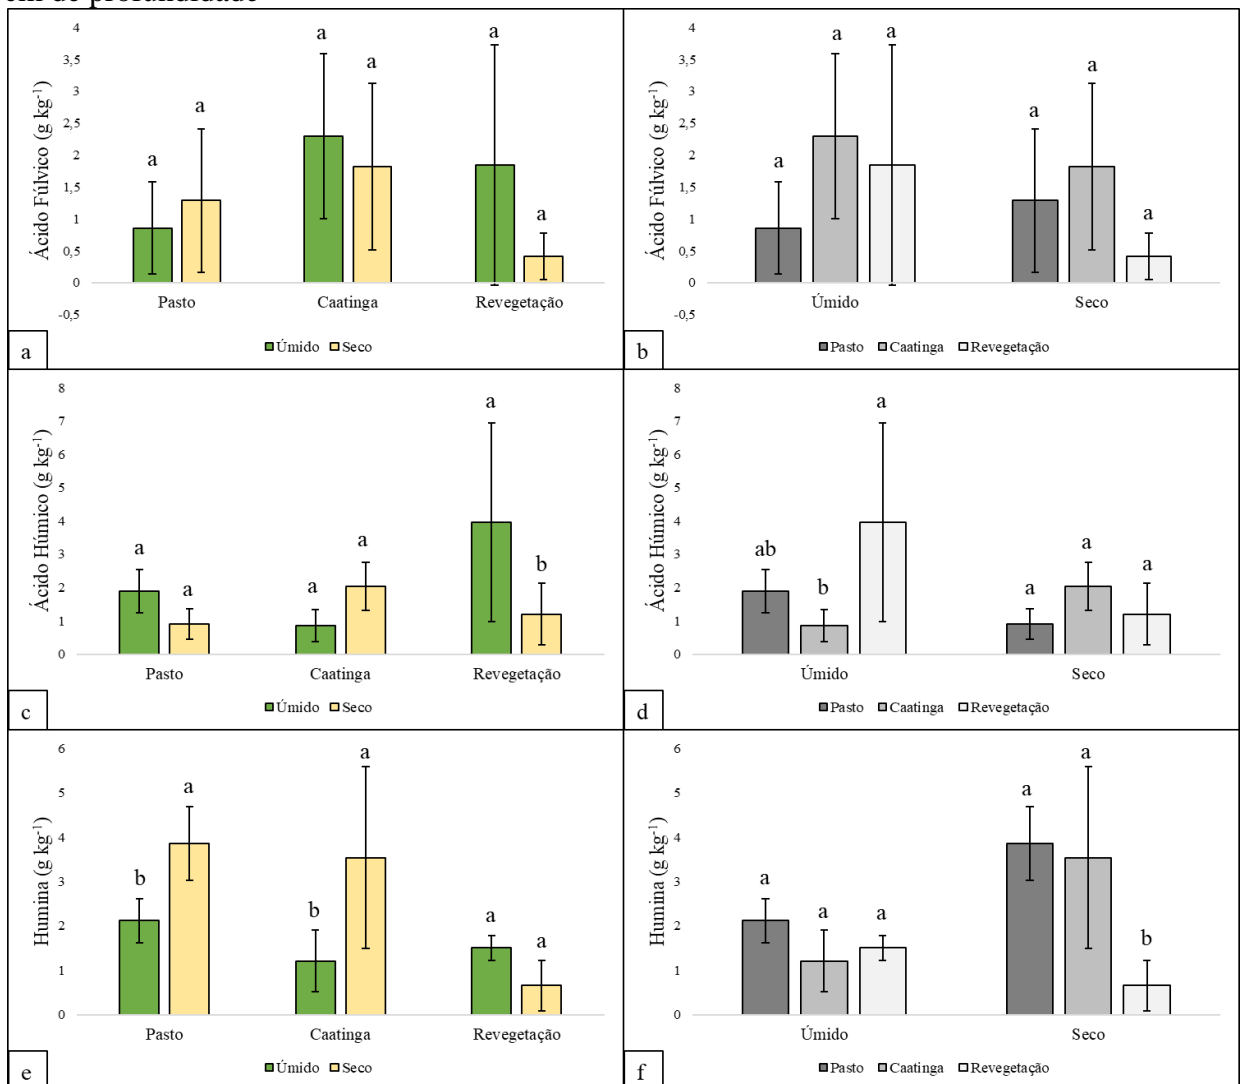 em de profundidade
Ácido Fúlvico (g kg-1)
4
3,5
3
2,5
2
1,5
1
0,5
0
-0,5
a a a a a a
Pasto Caatinga Revegetação
Úmido Seco
a
Ácido Fúlvico (g kg-1)
4
3,5
3
2,5
2
1,5
1
0,5
0
-0,5
a a a a a a
Úmido Seco
Pasto Caatinga Revegetação
b
Ácido Húmico (g kg-1)
8
7
6
5
4
3
2
1
0
a a a a a b
Pasto Caatinga Revegetação
Úmido Seco
c
Ácido Húmico (g kg-1)
8
7
6
5
4
3
2
1
0
ab b a a a a
Úmido Seco
Pasto Caatinga Revegetação
d
Humina (g kg-1)
6
5
4
3
2
1
0
b a b a a a
Pasto Caatinga Revegetação
Úmido Seco
e
Humina (g kg-1)
6
5
4
3
2
1
0
a a a a a b
Úmido Seco
Pasto Caatinga Revegetação
f